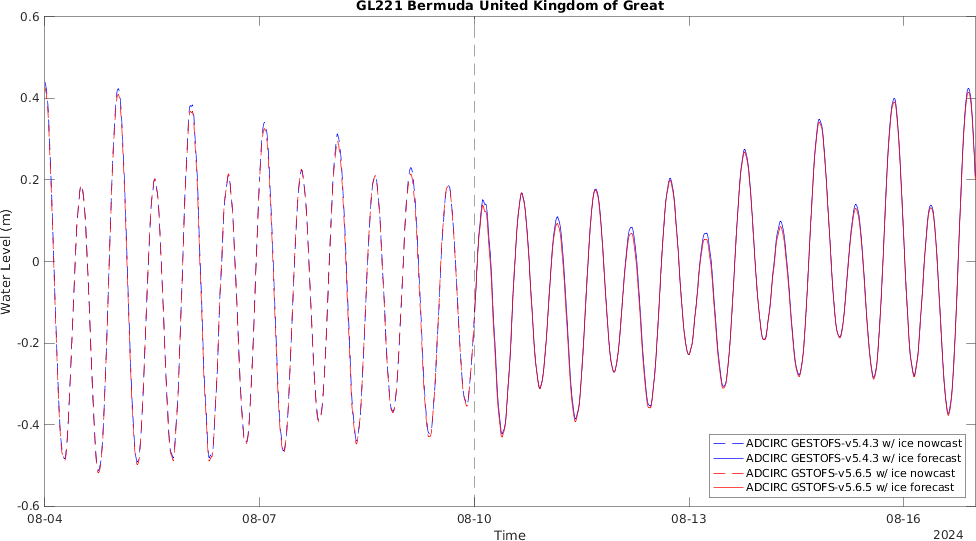 GL221 Bermuda United Kingdom of Great
0.6
0.4
0.2
0
-0.2
-0.4
-0.6
Water Level (m)
08-04
08-07
08-10
08-13
08-16
Time
2024
ADCIRC GESTOFS-v5.4.3 w/ ice nowcast
ADCIRC GESTOFS-v5.4.3 w/ ice forecast
ADCIRC GSTOFS-v5.6.5 w/ ice nowcast
ADCIRC GSTOFS-v5.6.5 w/ ice forecast